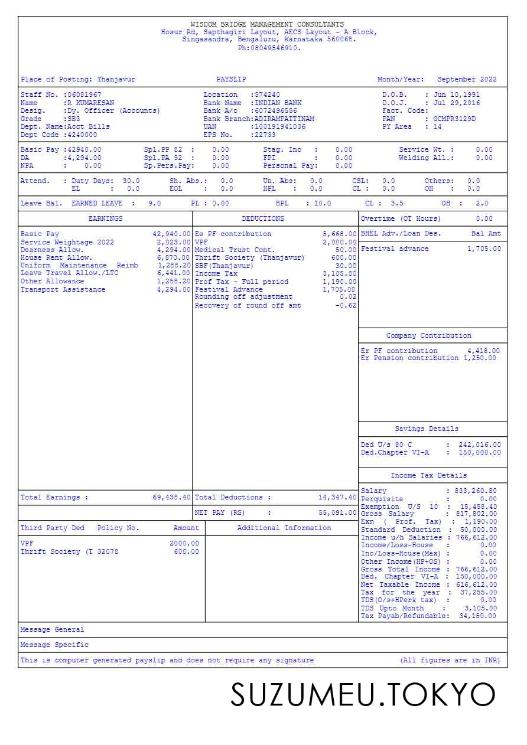 WISDOM BRIDGE MANAGEMENT CONSULTANTS
Hosur Rd, Sapthagiri Layout, AECS Layout - A Block,
Singasandra, Bengaluru, Karnataka 560068.
Ph:08049546910.
Place of Posting: Thanjavur PAYSLIP Month/Year: September 2022
Staff No. :06081967 Location :S74240 D.O.B. : Jun 10,1991
Name :R KUMARESAN Bank Name :INDIAN BANK D.O.J. : Jul 29,2016
Desig. :Dy. Officer (Accounts) Bank A/c :6072496556 Fact. Code:
Grade :SB3 Bank Branch:ADIRAMPATTINAM PAN : GCMPR3129D
Dept. Name:Acct Bills UAN :100191941036 PY Area : 14
Dept Code :4240000 EPS No. :22733
Basic Pay :42940.00 Spl.PP 82 : 0.00 Stag. Inc : 0.00 Service Wt. : 0.00
DA :4,294.00 Spl.PA 92 : 0.00 FPI : 0.00 Welding All.: 0.00
NPA : 0.00 Sp.Pers.Pay: 0.00 Personal Pay: 0.00
Attend. : Duty Days: 30.0 Sh. Abs.: 0.0 Un. Abs: 0.0 CSL: 0.0 Others: 0.0
EL : 0.0 EOL : 0.0 HPL : 0.0 CL : 0.0 OH : 0.0
Leave Bal. EARNED LEAVE : 9.0 PL : 0.00 HPL : 10.0 CL : 3.5 OH : 2.0
EARNINGS DEDUCTIONS Overtime (OT Hours) 0.00
Basic Pay 42,940.00 Ee PF contribution 5,668.00 BHEL Adv./Loan Des. Bal Amt
Service Weightage 2022 2,023.00 VPF 2,000.00
Dearness Allow. 4,294.00 Medical Trust Cont. 50.00 Festival advance 1,705.00
House Rent Allow. 6,870.00 Thrift Society (Thanjavur) 600.00
Uniform Maintenance Reimb 1,288.20 SBF(Thanjavur) 30.00
Leave Travel Allow./LTC 6,441.00 Income Tax 3,105.00
Other Allowance 1,288.20 Prof Tax - Full period 1,190.00
Transport Assistance 4,294.00 Festival Advance 1,705.00
Rounding off adjustment 0.02
Recovery of round off amt -0.62
Company Contribution
Er PF contribution 4,418.00
Er Pension contribution 1,250.00
Savings Details
Ded U/s 80 C : 242,016.00
Ded.Chapter VI-A : 150,000.00
Income Tax Details
Total Earnings : 69,438.40 Total Deductions : 14,347.40
NET PAY (RS) : 55,091.00
Salary : 833,260.80
Perquisite : 0.00
Exemption U/S 10 : 15,458.40
Gross Salary : 817,802.00
Exm ( Prof. Tax) : 1,190.00
Standard Deduction : 50,000.00
Income u/h Salaries : 766,612.00
Income/Loss-House : 0.00
Inc/Loss-House(Max) : 0.00
Other Income(HP+OS) : 0.00
Gross Total Income : 766,612.00
Ded. Chapter VI-A : 150,000.00
Net Taxable Income : 616,612.00
Tax for the year : 37,255.00
TDS(O/s+HPerk tax) : 0.00
TDS Upto Month : 3,105.00
Tax Payab/Refundable: 34,150.00
Third Party Ded Policy No. Amount Additional Information
VPF 2000.00
Thrift Society (T 32078 600.00
Message General
Message Specific
This is computer generated payslip and does not require any signature (All figures are in INR)
SUZUMEU.TOKYO